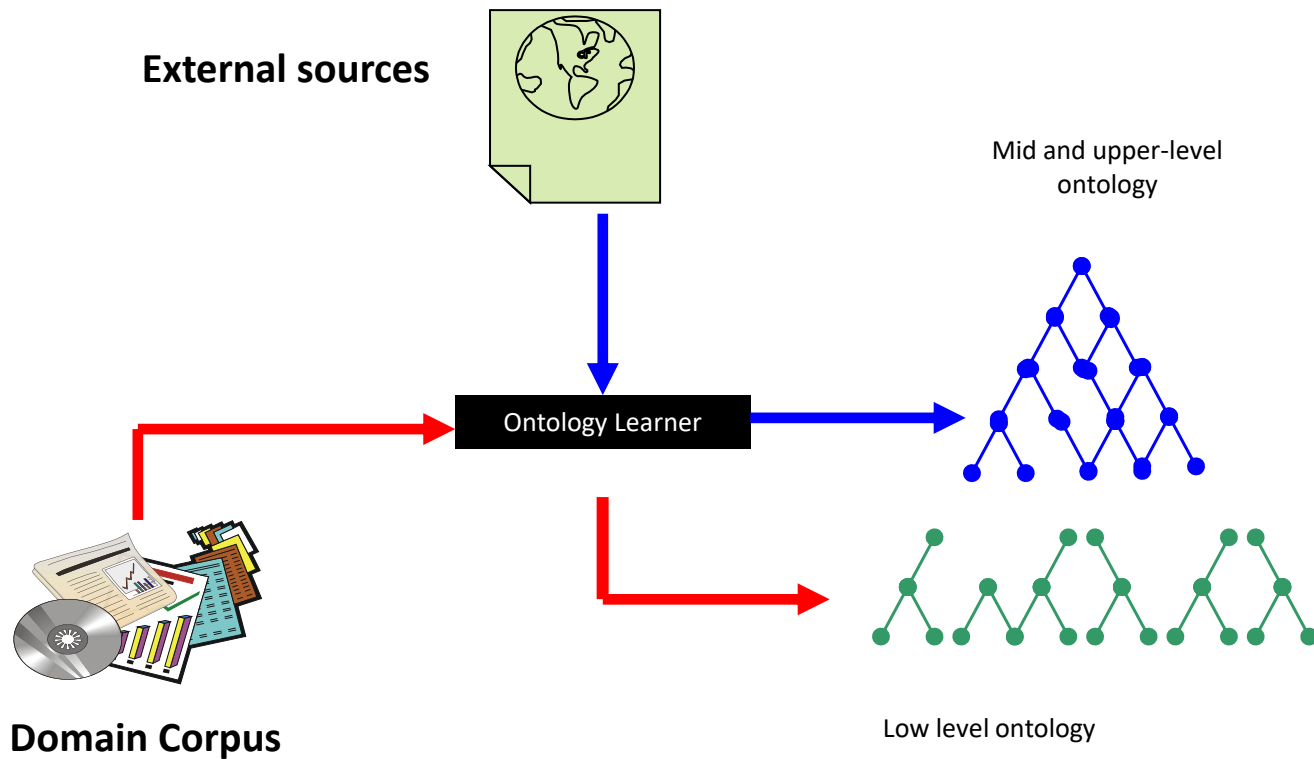 External sources
Mid and upper-level
ontology
Ontology Learner
Domain Corpus
Low level ontology